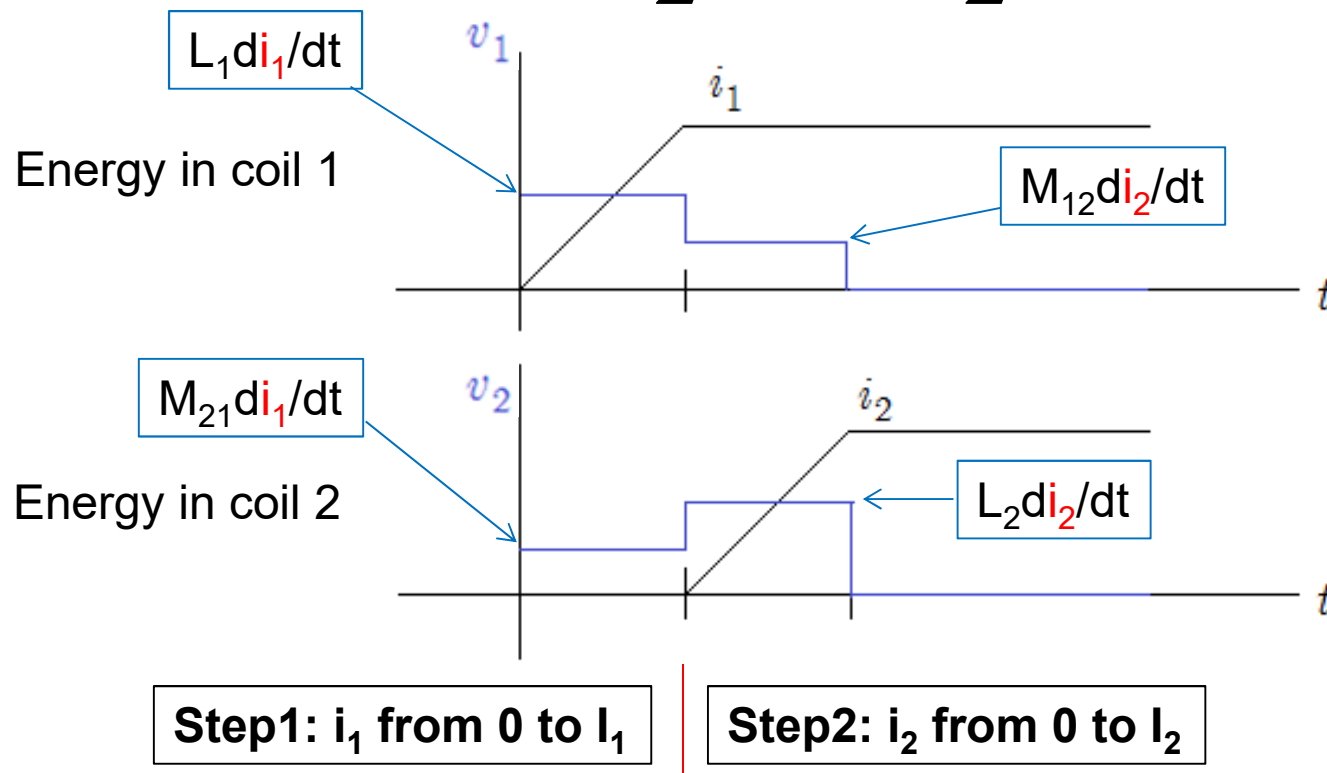 L₁di₁/dt
v₁
i₁
Energy in coil 1
M₁₂di₂/dt
t
M₂₁di₁/dt
v₂
i₂
Energy in coil 2
L₂di₂/dt
t
Step1: i₁ from 0 to I₁
Step2: i₂ from 0 to I₂